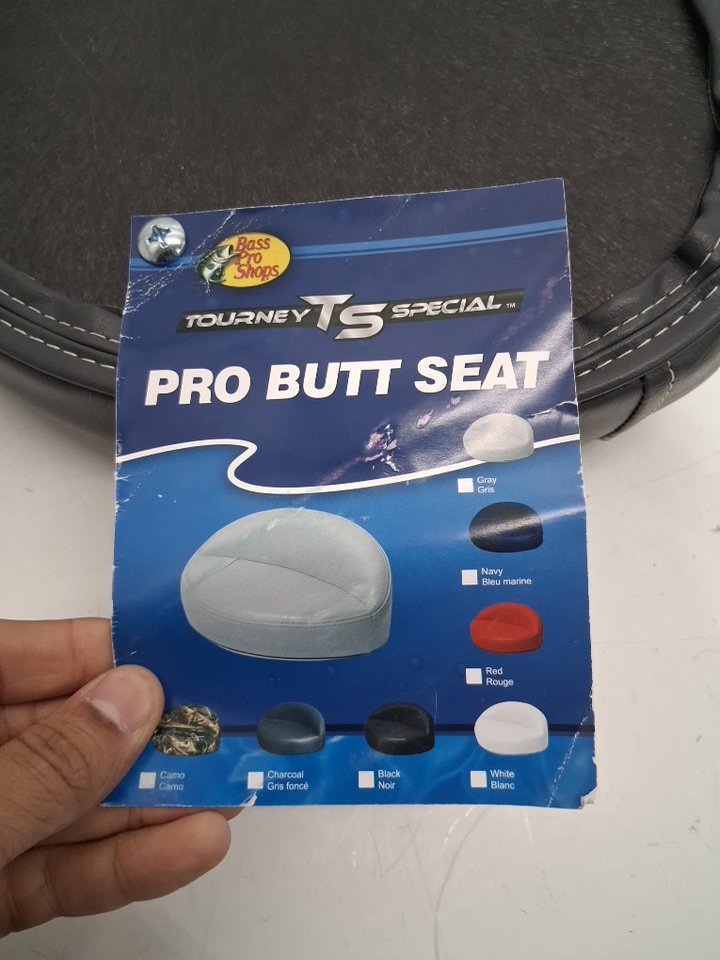 Bass
Pro
Shops
TOURNEY TS SPECIAL ™
PRO BUTT SEAT
Gray
Gris
Navy
Bleu marine
Red
Rouge
Camo
Camo
Charcoal
Gris foncé
Black
Noir
White
Blanc